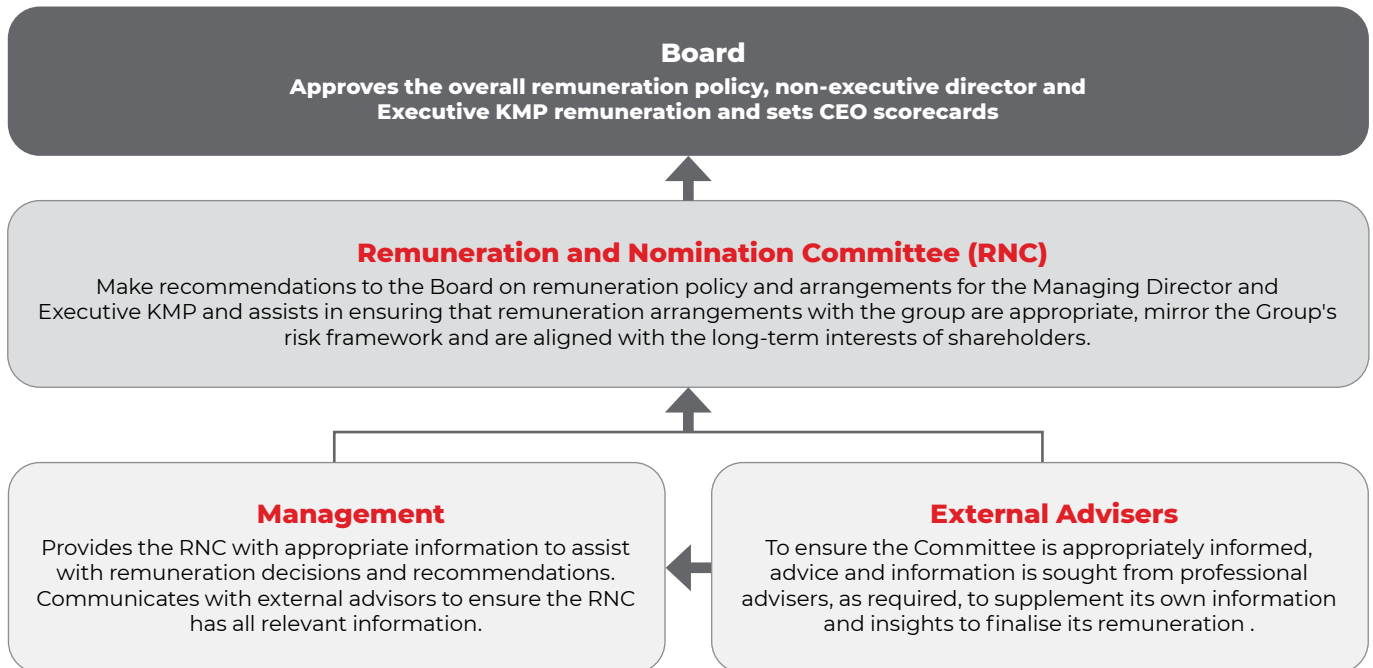 Board
Approves the overall remuneration policy, non-executive director and
Executive KMP remuneration and sets CEO scorecards
Remuneration and Nomination Committee (RNC)
Make recommendations to the Board on remuneration policy and arrangements for the Managing Director and
Executive KMP and assists in ensuring that remuneration arrangements with the group are appropriate, mirror the Group's
risk framework and are aligned with the long-term interests of shareholders.
Management
Provides the RNC with appropriate information to assist
with remuneration decisions and recommendations.
Communicates with external advisors to ensure the RNC
has all relevant information.
External Advisers
To ensure the Committee is appropriately informed,
advice and information is sought from professional
advisers, as required, to supplement its own information
and insights to finalise its remuneration .